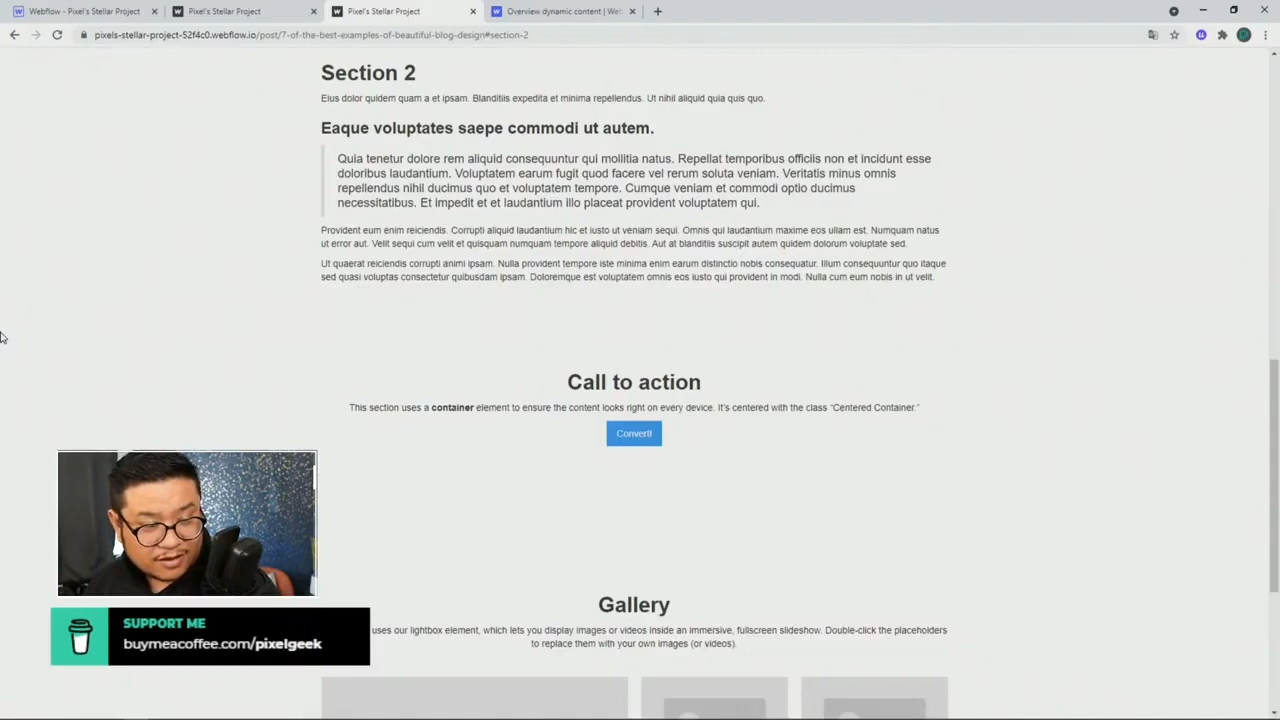 Webflow - Pixel's Stellar Project
Pixel's Stellar Project
Pixel's Stellar Project
Overview dynamic content | Web
pixels-stellar-project-52f4c0.webflow.io/post/7-of-the-best-examples-of-beautiful-blog-design#section-2
Section 2
Eius dolor quidem quam a et ipsam. Blanditiis expedita et minima repellendus. Ut nihil aliquid quia quis quo.
Eaque voluptates saepe commodi ut autem.
Quia tenetur dolore rem aliquid consequuntur qui mollitia natus. Repellat temporibus officiis non et incidunt esse
doloribus laudantium. Voluptatem earum fugit quod facere vel rerum soluta veniam. Veritatis minus omnis
repellendus nihil ducimus quo et voluptatem tempore. Cumque veniam et commodi optio ducimus
necessitatibus. Et impedit et et laudantium illo placeat provident voluptatem qui.
Provident eum enim reiciendis. Corrupti aliquid laudantium hic et iusto ut veniam sequi. Omnis qui laudantium maxime eos ullam est. Numquam natus
ut error aut. Velit sequi cum velit et quisquam numquam tempore aliquid debitis. Aut at blanditiis suscipit autem quidem dolorum voluptate sed.
Ut quaerat reiciendis corrupti animi ipsam. Nulla provident tempore iste minima enim earum distinctio nobis consequatur. Illum consequuntur quo itaque
sed quasi voluptas consectetur quibusdam ipsam. Doloremque est voluptatem omnis eos iusto qui provident in modi. Nulla cum eum nobis in ut velit.
Call to action
This section uses a container element to ensure the content looks right on every device. It's centered with the class "Centered Container."
Convert!
Gallery
uses our lightbox element, which lets you display images or videos inside an immersive, fullscreen slideshow. Double-click the placeholders
to replace them with your own images (or videos).
SUPPORT ME
buymeacoffee.com/pixelgeek